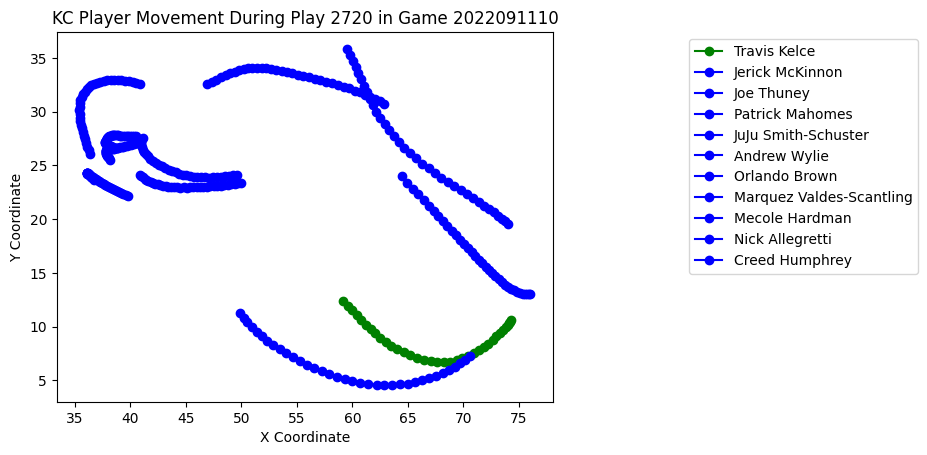 KC Player Movement During Play 2720 in Game 2022091110
35
30
25
20
15
10
5
Y Coordinate
35 40 45 50 55 60 65 70 75
X Coordinate
Travis Kelce
Jerick McKinnon
Joe Thuney
Patrick Mahomes
JuJu Smith-Schuster
Andrew Wylie
Orlando Brown
Marquez Valdes-Scantling
Mecole Hardman
Nick Allegretti
Creed Humphrey